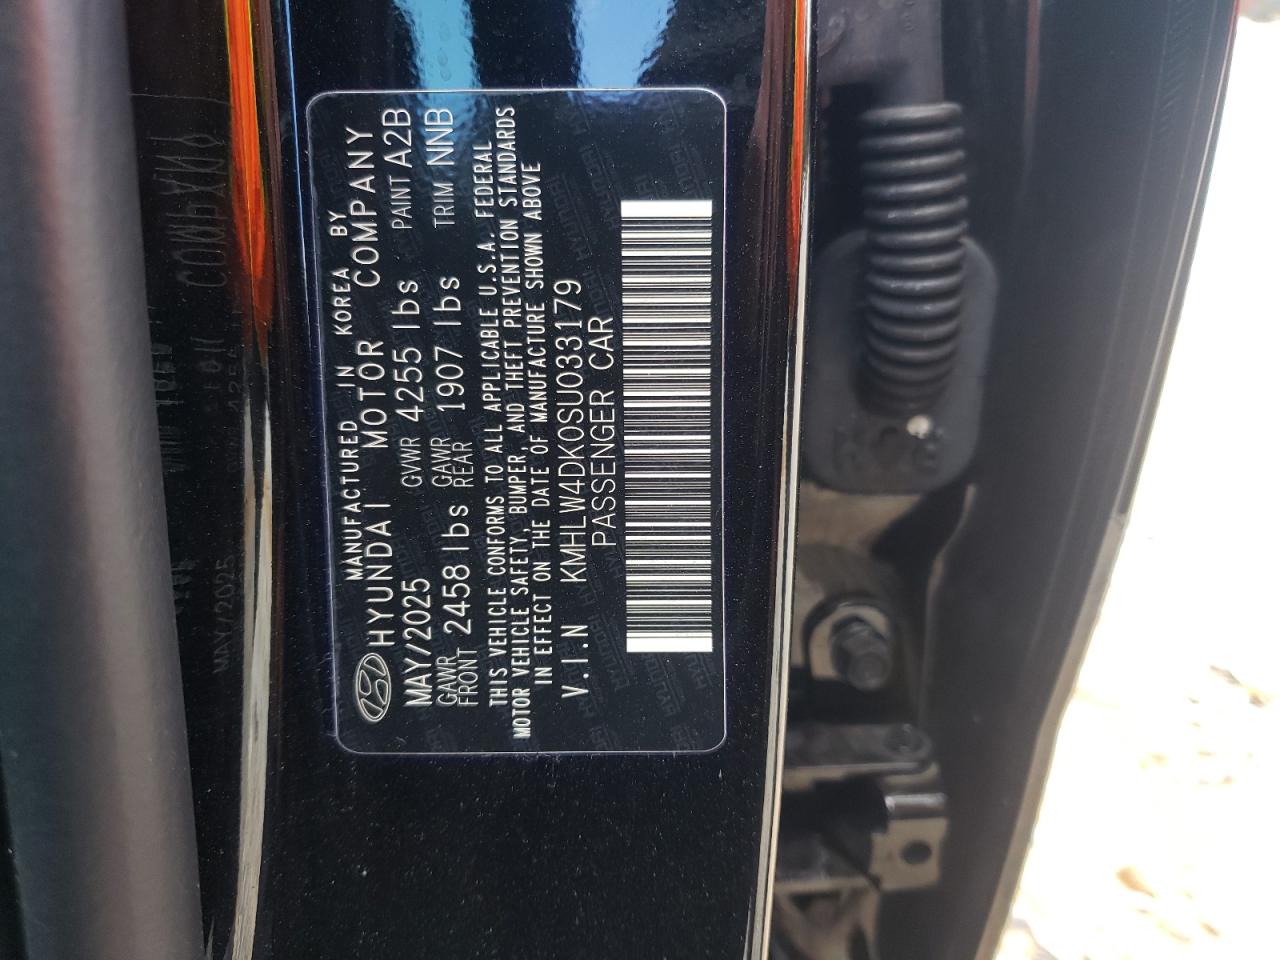 MANUFACTURED IN KOREA BY
HYUNDAI MOTOR COMPANY
MAY/2025 GVWR 4255 lbs PAINT A2B
GAWR FRONT 2458 lbs GAWR REAR 1907 lbs TRIM NNB
THIS VEHICLE CONFORMS TO ALL APPLICABLE U.S.A. FEDERAL
MOTOR VEHICLE SAFETY, BUMPER, AND THEFT PREVENTION STANDARDS
IN EFFECT ON THE DATE OF MANUFACTURE SHOWN ABOVE
V.I.N KMHLW4DK0SU033179
PASSENGER CAR